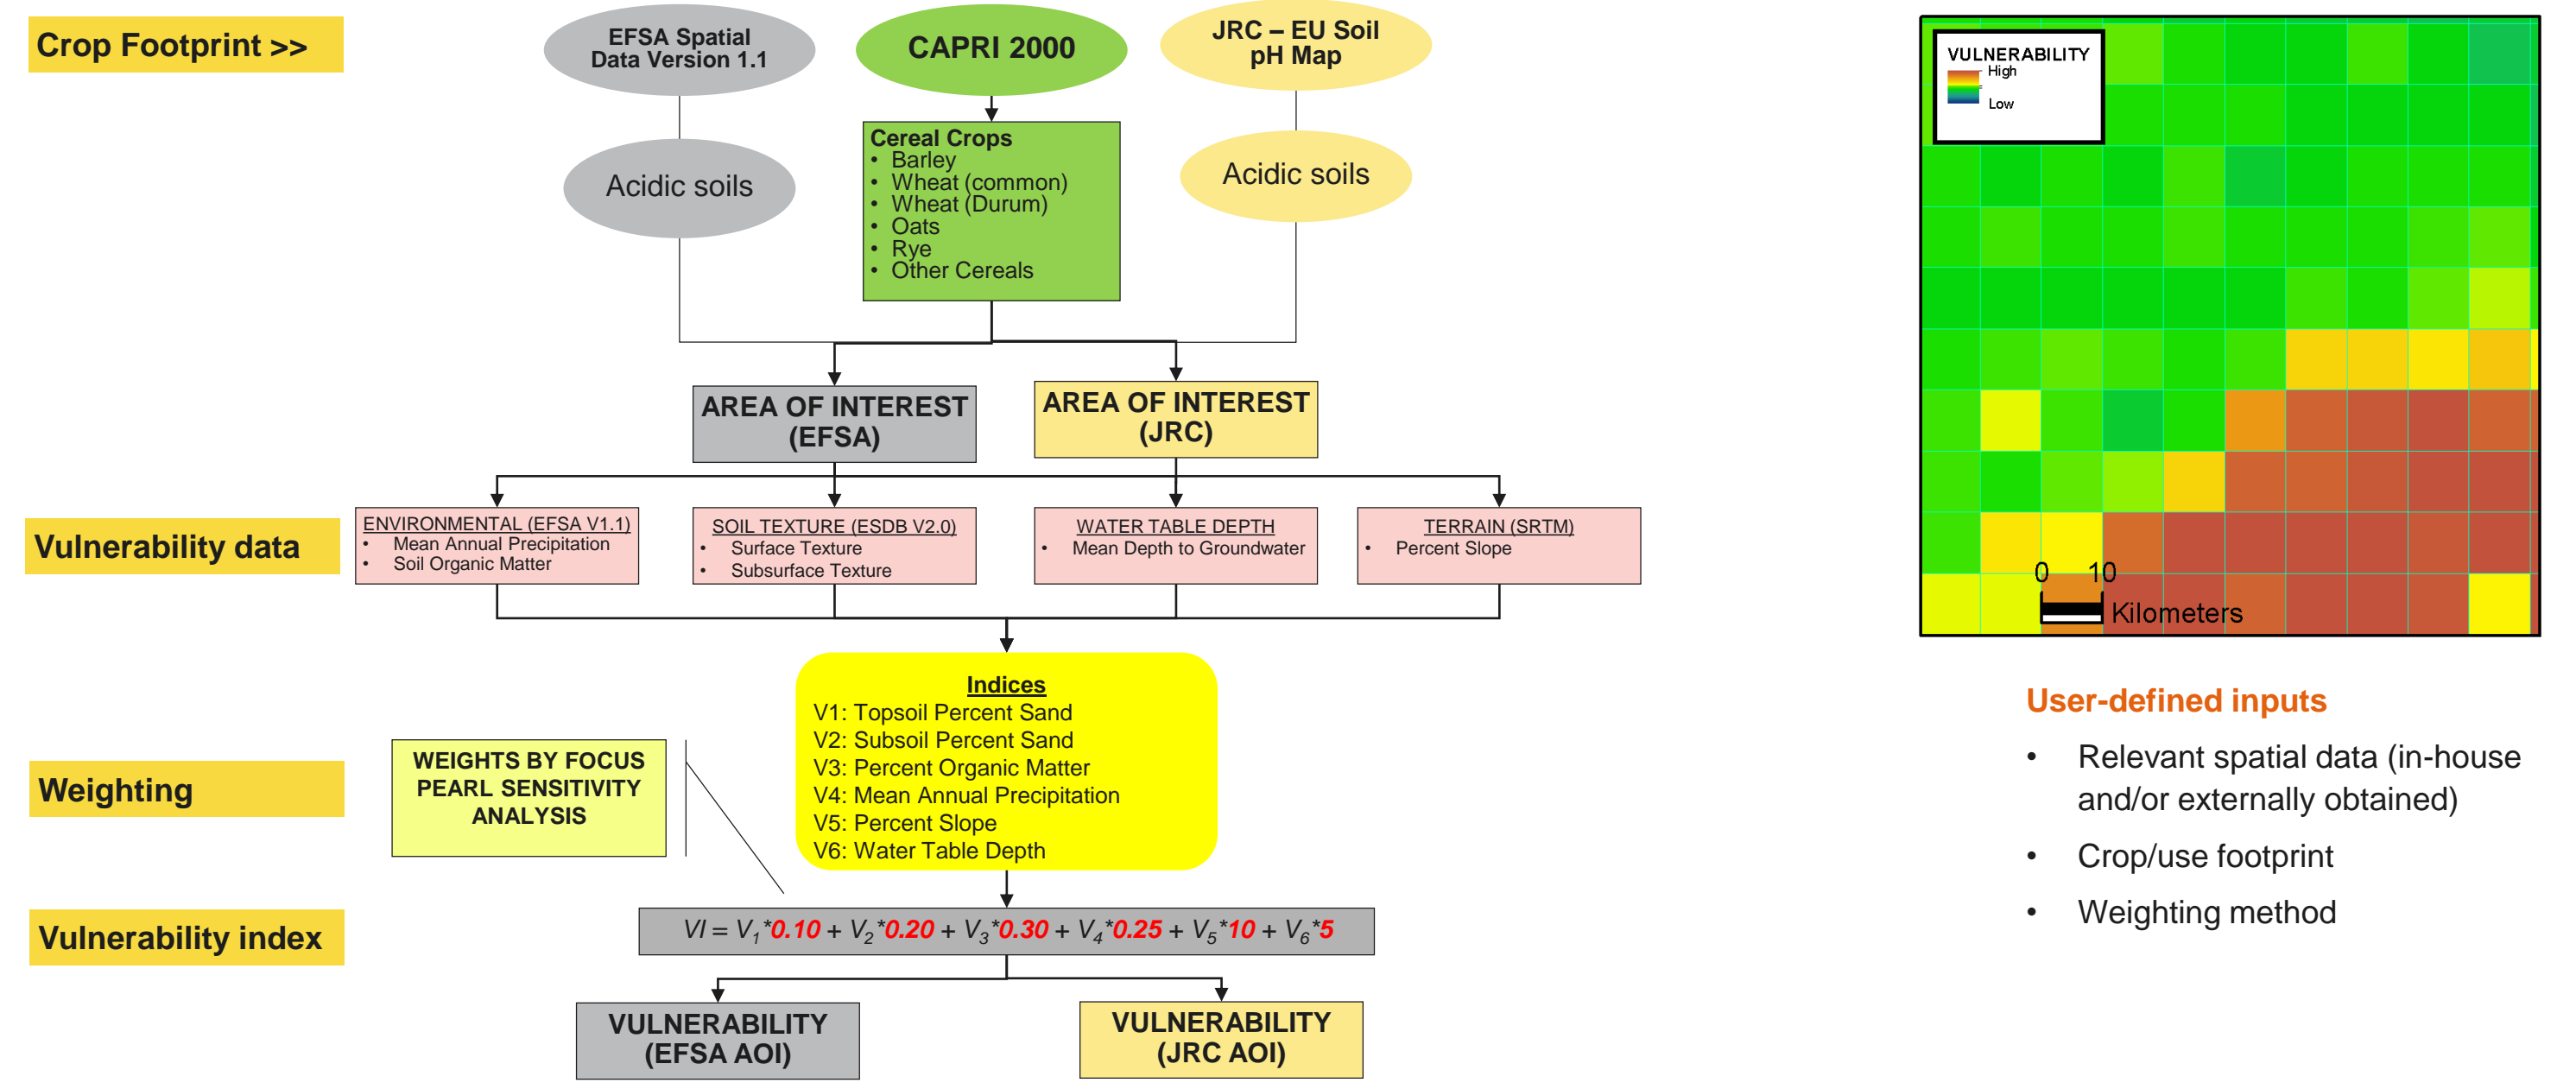 Crop Footprint >>
EFSA Spatial
Data Version 1.1
CAPRI 2000
JRC – EU Soil
pH Map
Acidic soils
Cereal Crops
• Barley
• Wheat (common)
• Wheat (Durum)
• Oats
• Rye
• Other Cereals
Acidic soils
AREA OF INTEREST
(EFSA)
AREA OF INTEREST
(JRC)
Vulnerability data
ENVIRONMENTAL (EFSA V1.1)
• Mean Annual Precipitation
• Soil Organic Matter
SOIL TEXTURE (ESDB V2.0)
• Surface Texture
• Subsurface Texture
WATER TABLE DEPTH
• Mean Depth to Groundwater
TERRAIN (SRTM)
• Percent Slope
Indices
V1: Topsoil Percent Sand
V2: Subsoil Percent Sand
V3: Percent Organic Matter
V4: Mean Annual Precipitation
V5: Percent Slope
V6: Water Table Depth
Weighting
WEIGHTS BY FOCUS
PEARL SENSITIVITY
ANALYSIS
Vulnerability index
VI = V₁*0.10 + V₂*0.20 + V₃*0.30 + V₄*0.25 + V₅*10 + V₆*5
VULNERABILITY
(EFSA AOI)
VULNERABILITY
(JRC AOI)
VULNERABILITY
High
Low
0 10
Kilometers
User-defined inputs
• Relevant spatial data (in-house
and/or externally obtained)
• Crop/use footprint
• Weighting method